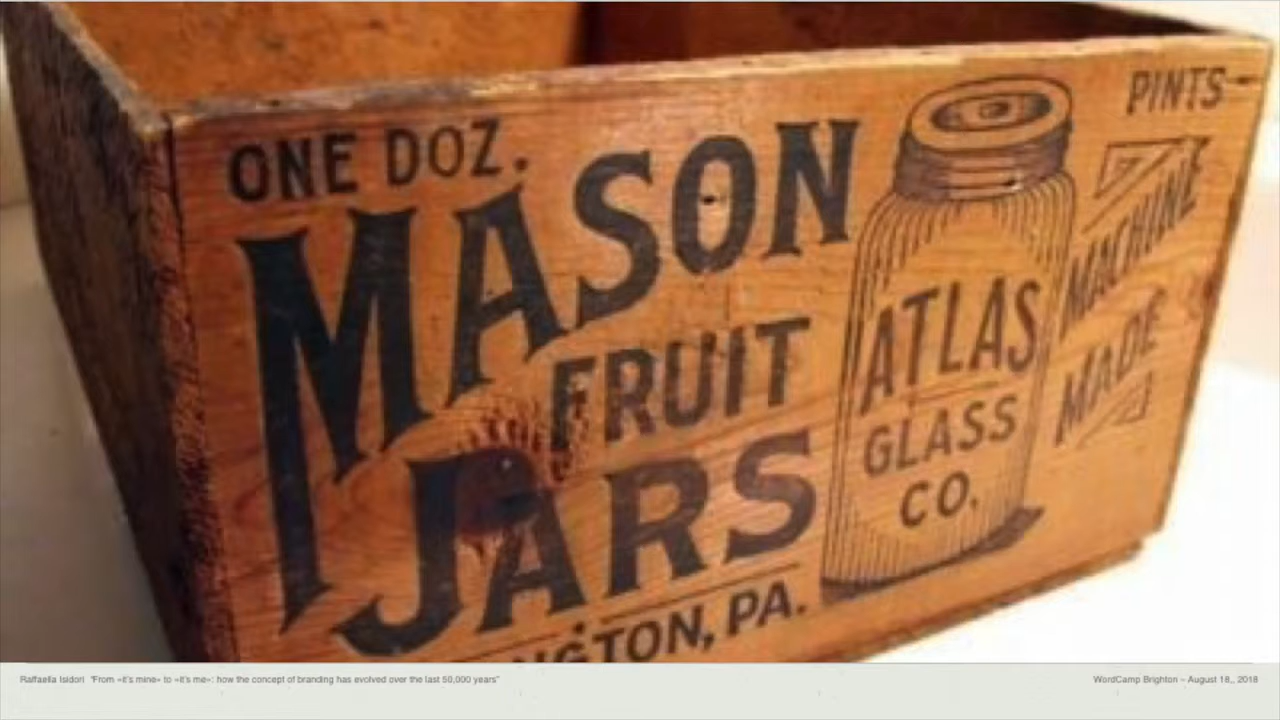 ONE DOZ.
MASON
FRUIT
JARS
NGTON, PA.
ATLAS
GLASS
CO.
PINTS
MACHINE
MADE
Raffaella Isidori "From «it's mine» to «it's me»: how the concept of branding has evolved over the last 50,000 years"
WordCamp Brighton – August 18,, 2018